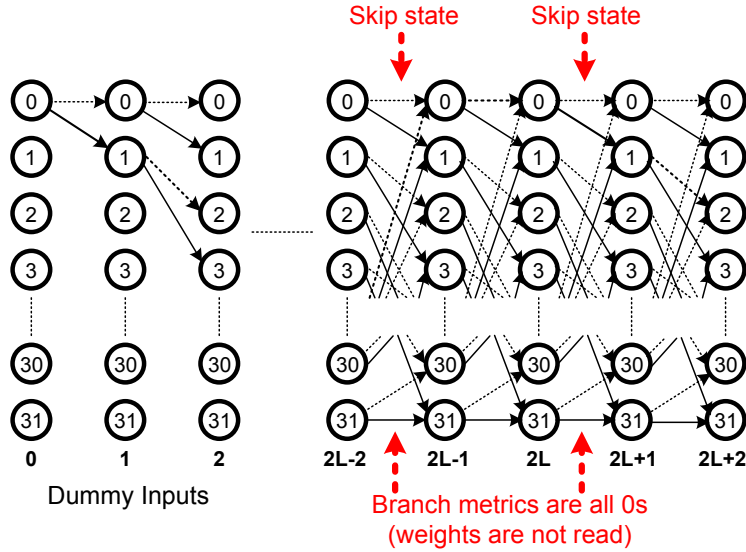 Skip state Skip state
0 0 0 0 0 0 0 0
1 1 1 1 1 1 1 1
2 2 2 2 2 2 2 2
3 3 3 3 3 3 3 3
30 30 30 30 30 30 30 30
31 31 31 31 31 31 31 31
0 1 2 2L-2 2L-1 2L 2L+1 2L+2
Dummy Inputs
Branch metrics are all 0s
(weights are not read)